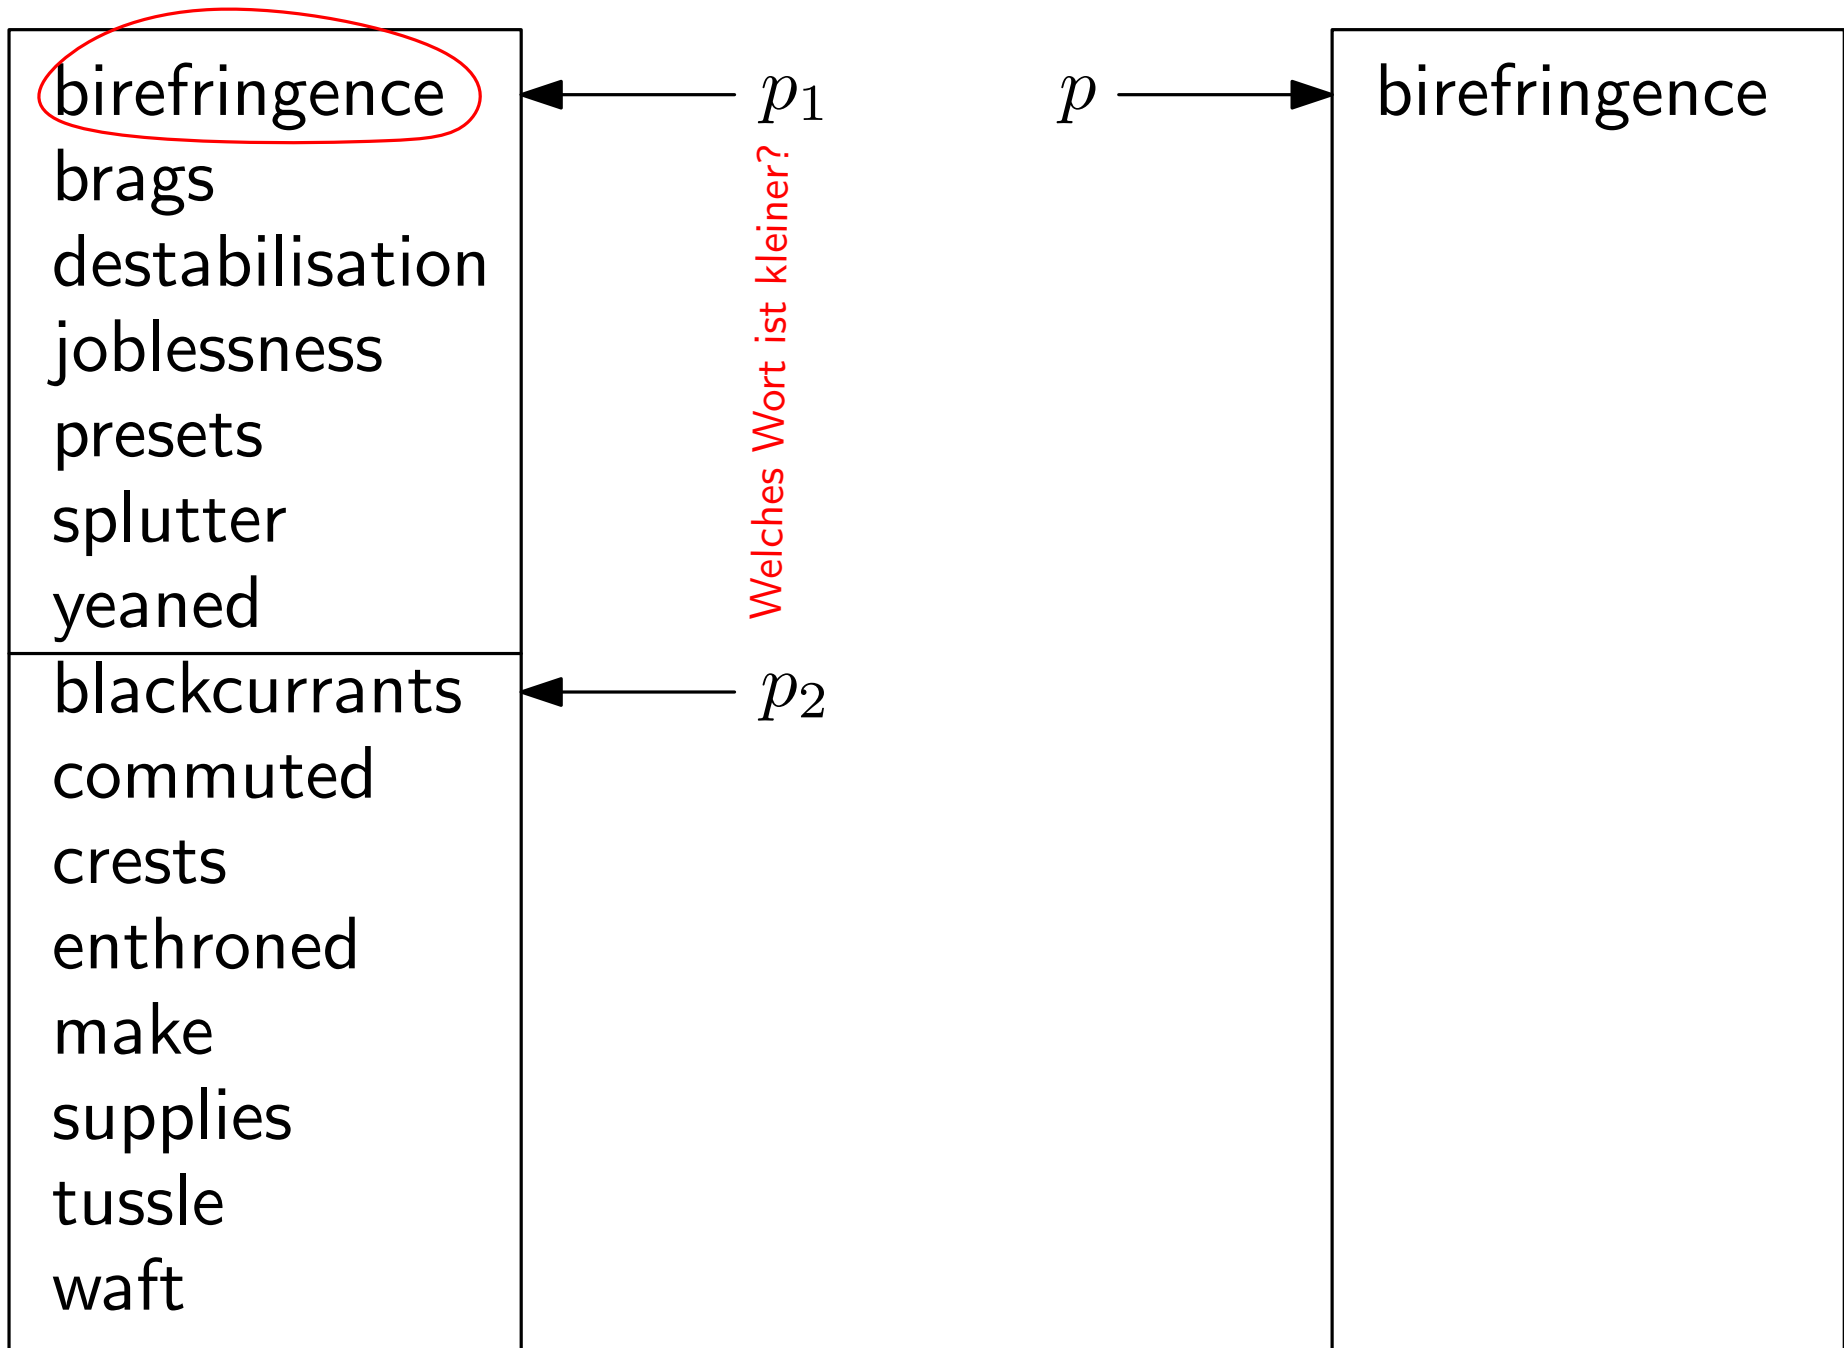 birefringence
brags
destabilisation
joblessness
presets
splutter
yeaned
blackcurrants
commuted
crests
enthroned
make
supplies
tussle
waft
p1
Welches Wort ist kleiner?
p2
p
birefringence